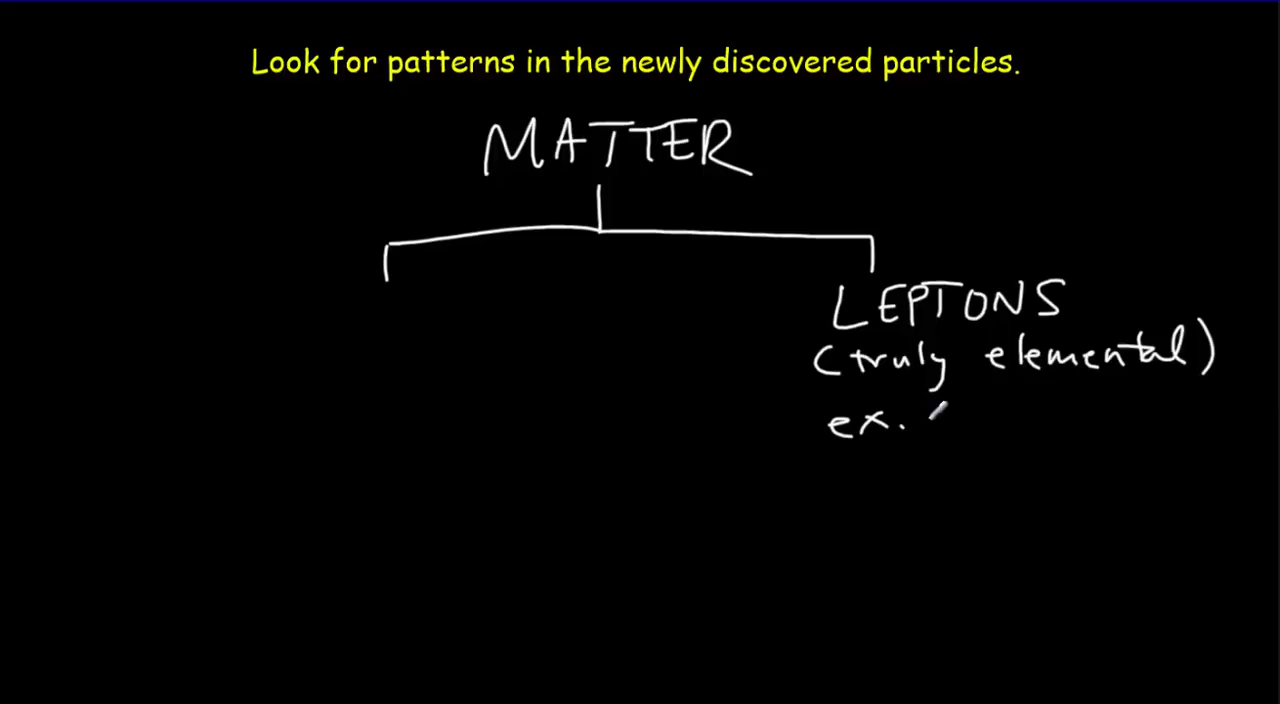 Look for patterns in the newly discovered particles.
MATTER
LEPTONS
(truly elemental)
ex.